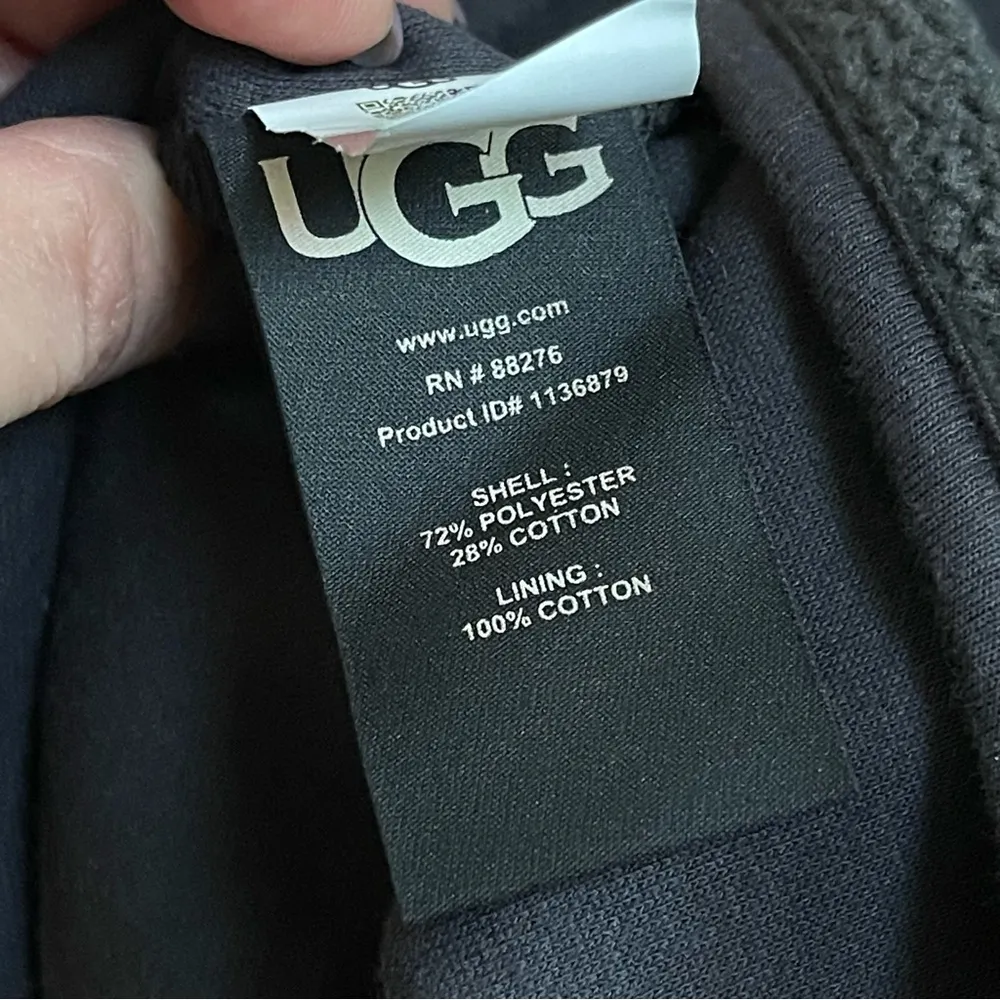 UGG
www.ugg.com
RN # 88276
Product ID# 1136879
SHELL :
72% POLYESTER
28% COTTON
LINING :
100% COTTON